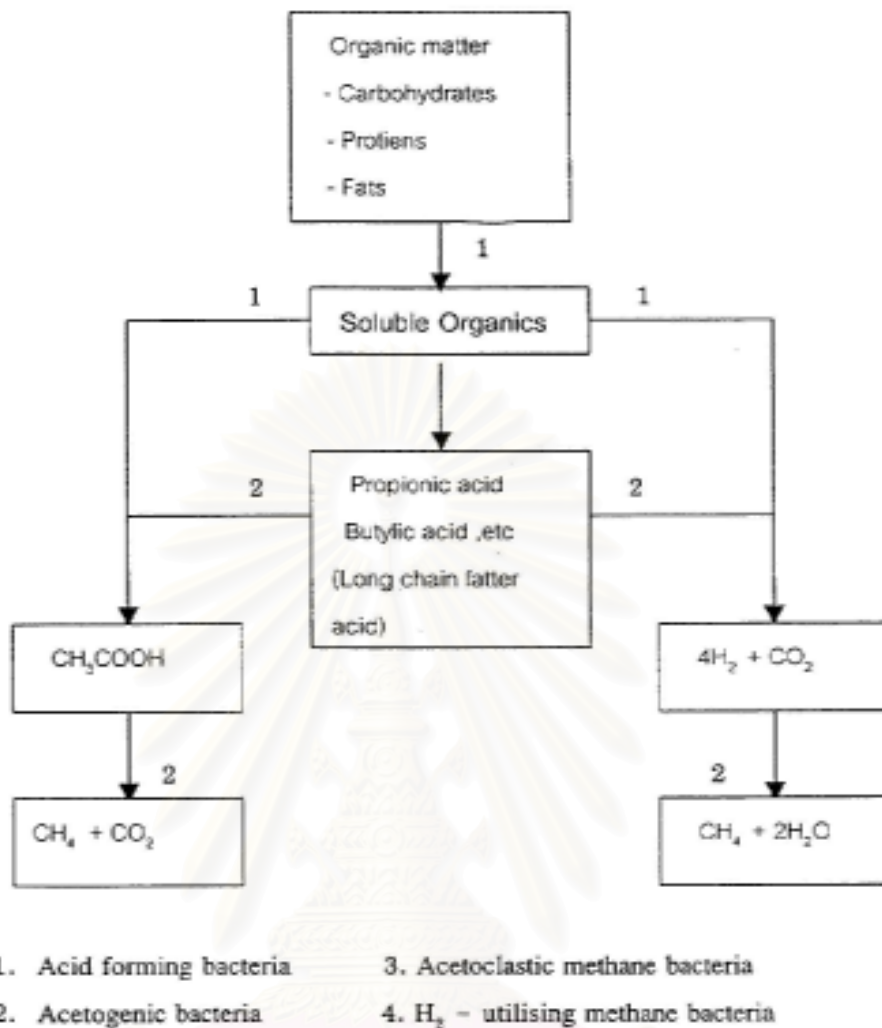 Organic matter
- Carbohydrates
- Protiens
- Fats
1
1
1
Soluble Organics
2
2
Propionic acid
Butylic acid ,etc
(Long chain fatter
acid)
CH₃COOH
4H₂ + CO₂
2
2
CH₄ + CO₂
CH₄ + 2H₂O
1. Acid forming bacteria
3. Acetoclastic methane bacteria
2. Acetogenic bacteria
4. H₂ - utilising methane bacteria